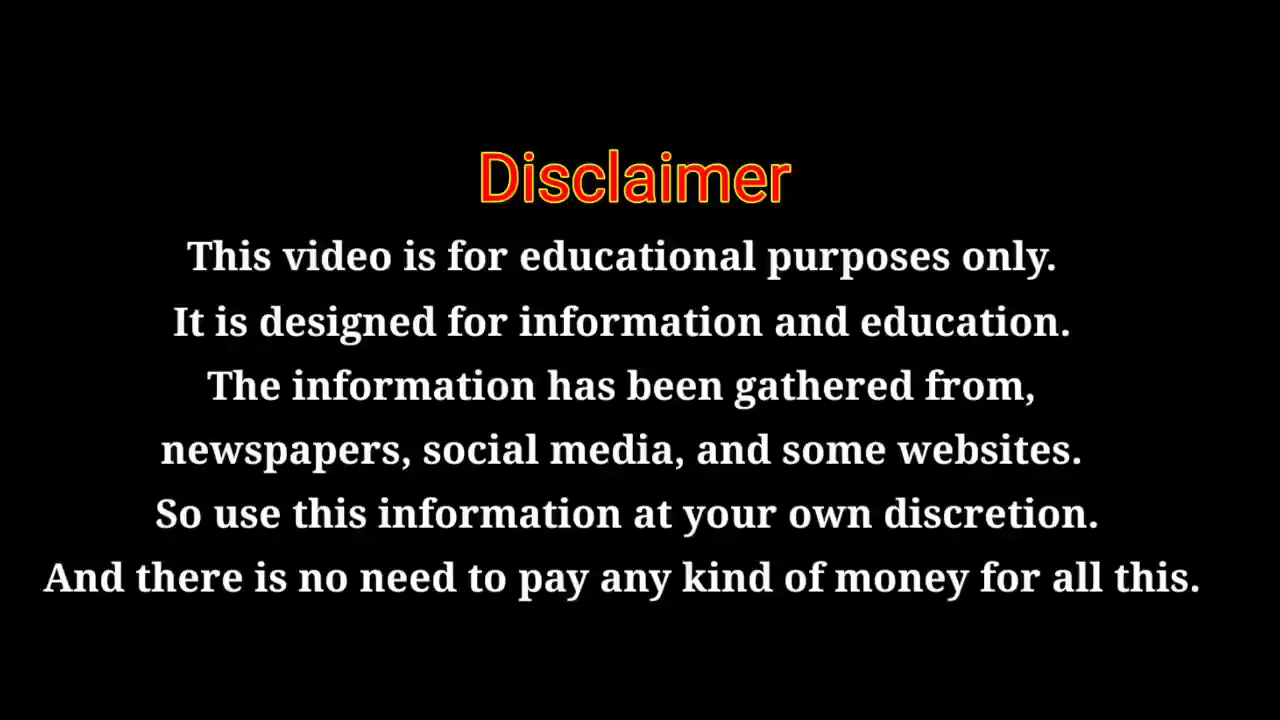 Disclaimer
This video is for educational purposes only.
It is designed for information and education.
The information has been gathered from,
newspapers, social media, and some websites.
So use this information at your own discretion.
And there is no need to pay any kind of money for all this.